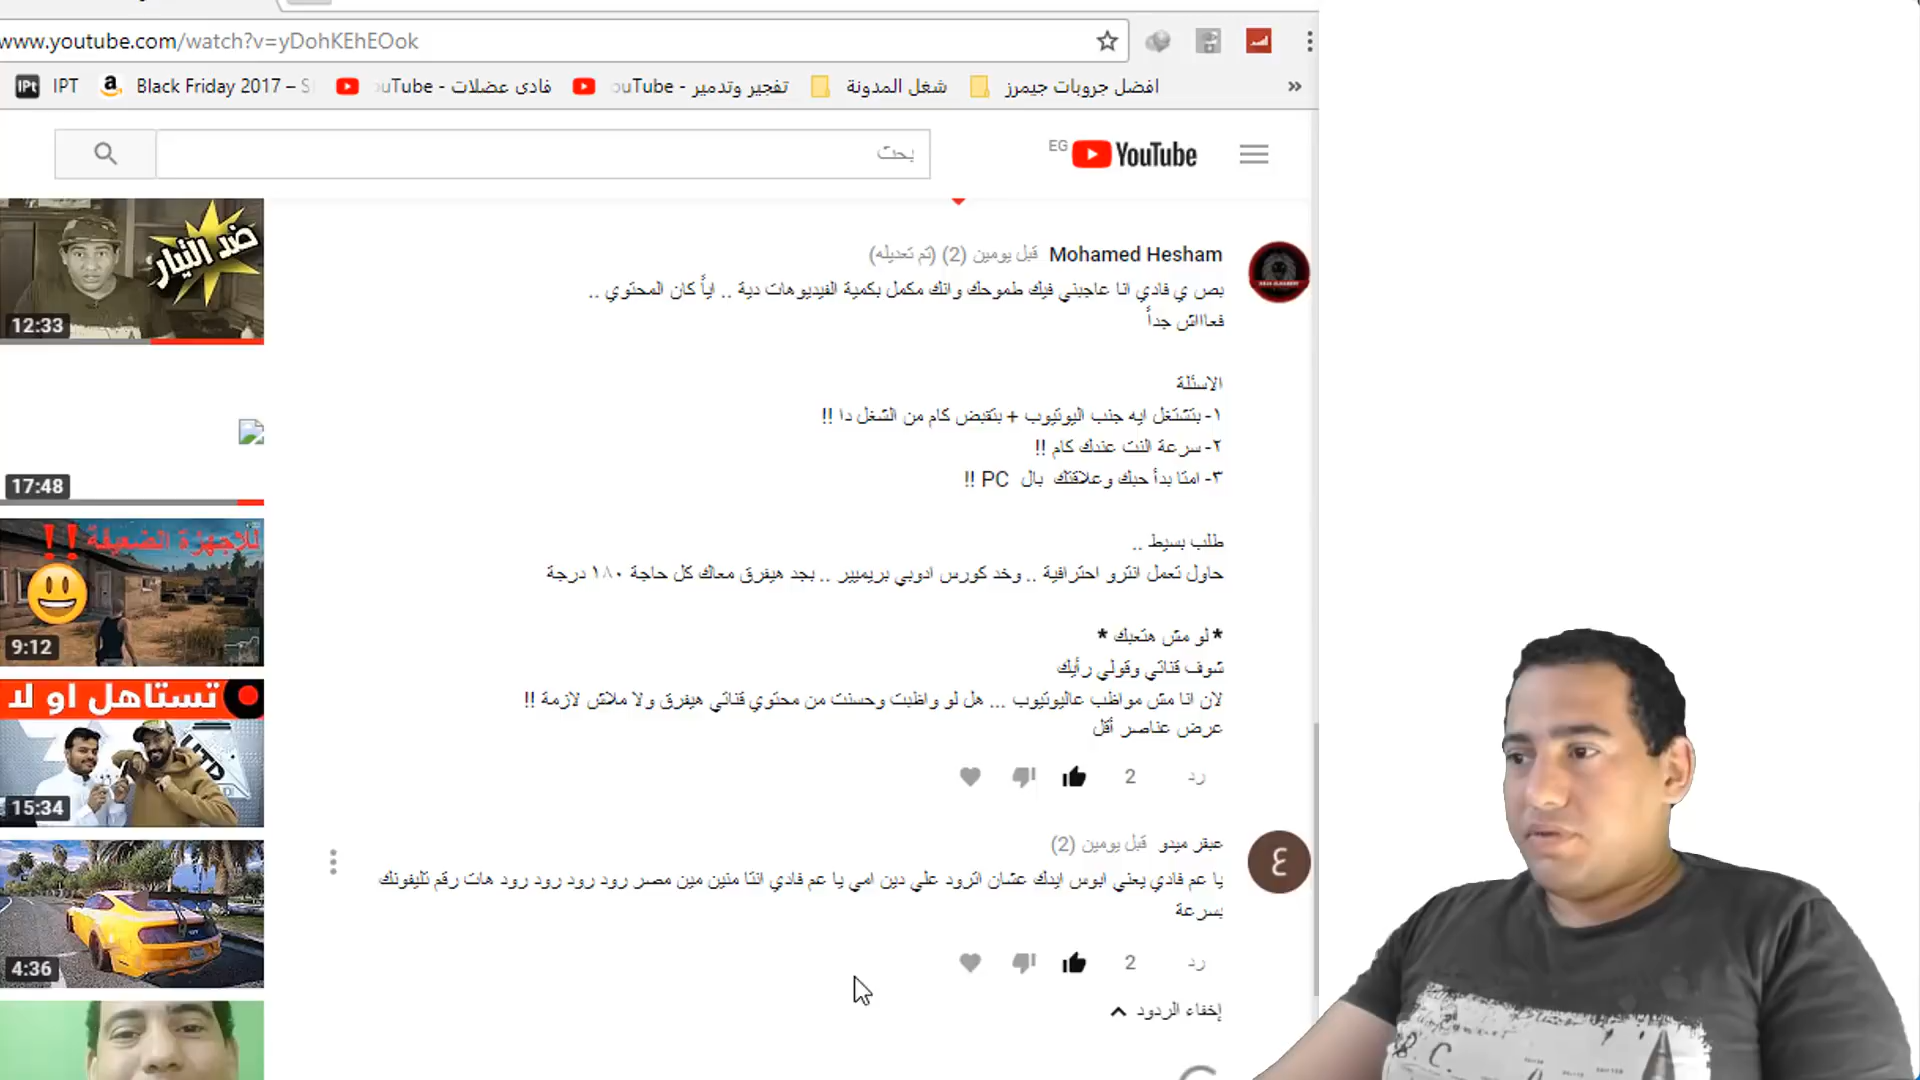 www.youtube.com/watch?v=yDohKEhEOok
IPT
Black Friday 2017 – S
فادى عضلات - ouTube
تفجير وتدمير - ouTube
شغل المدونة
افضل جروبات جيمرز
بحث
EG YouTube
ضد التيار
12:33
17:48
للاجهزة الضعيفة !!
9:12
تستاهل او لا
15:34
4:36
Mohamed Hesham قبل يومين (2) (تم تعديله)
بص ي فادي انا عاجبني فيك طموحك وانك مكمل بكمية الفيديوهات دية .. اياً كان المحتوي ..
فعاااش جداً
الاسئلة
١- بتشتغل ايه جنب اليوتيوب + بتقبض كام من الشغل دا !!
٢- سرعة النت عندك كام !!
٣- امتا بدأ حبك وعلاقتك بال PC !!
طلب بسيط ..
حاول تعمل انترو احترافية .. وخد كورس ادوبي بريميير .. بجد هيفرق معاك كل حاجة ١٨٠ درجة
* لو مش هتعبك *
شوف قناتي وقولي رأيك
لان انا مش مواظب عاليوتيوب ... هل لو واظبت وحسنت من محتوي قناتي هيفرق ولا ملاش لازمة !!
عرض عناصر أقل
رد 2
ع
عبقر ميدو قبل يومين (2)
يا عم فادي يعني ابوس ايدك عشان اترود علي دين امي يا عم فادي انتا منين مين مصر رود رود رود رود هات رقم تليفونك
بسرعة
رد 2
إخفاء الردود